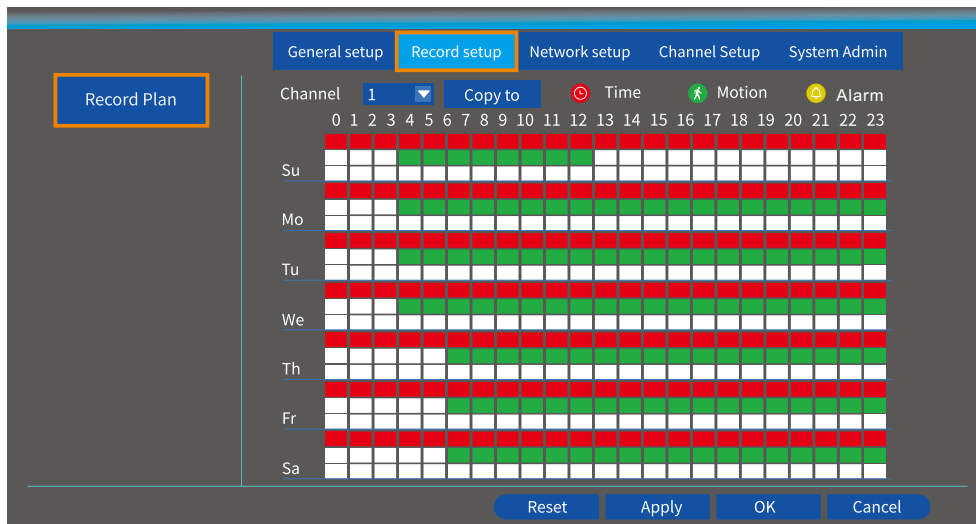 General setup Record setup Network setup Channel Setup System Admin
Record Plan
Channel 1 Copy to Time Motion Alarm
0 1 2 3 4 5 6 7 8 9 10 11 12 13 14 15 16 17 18 19 20 21 22 23
Su
Mo
Tu
We
Th
Fr
Sa
Reset Apply OK Cancel